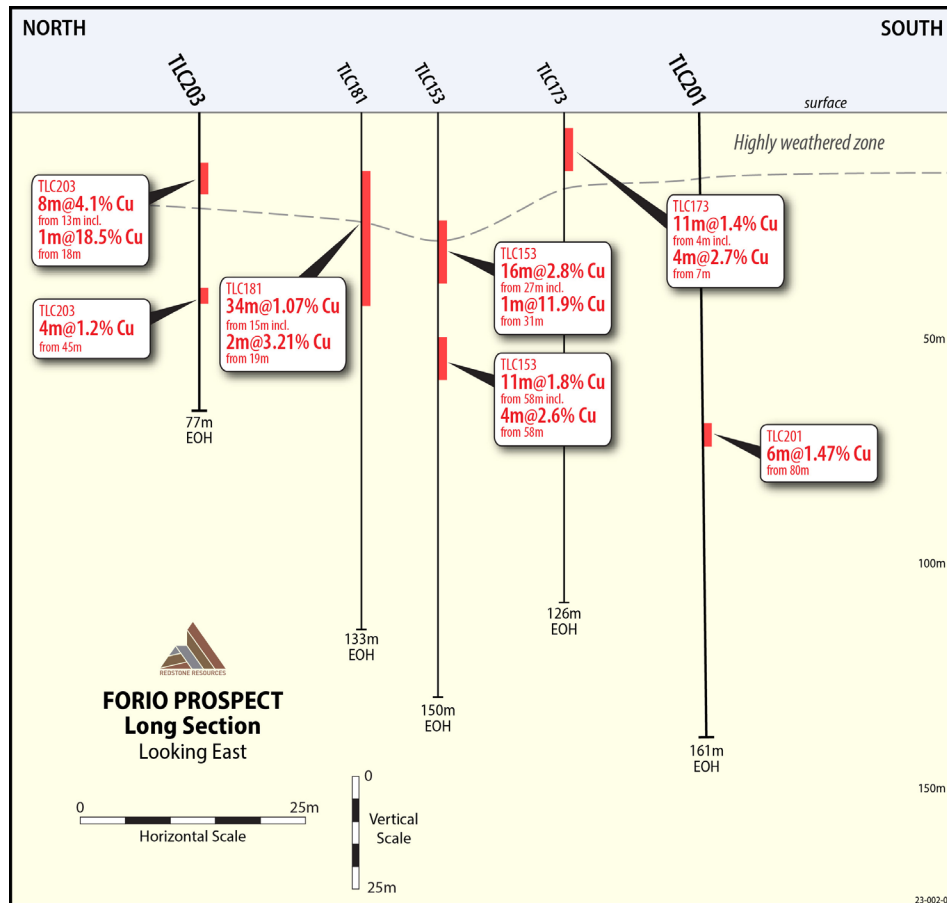 NORTH
SOUTH
TLC203
TLC181
TLC153
TLC173
TLC201
surface
Highly weathered zone
TLC203
8m@4.1% Cu
from 13m incl.
1m@18.5% Cu
from 18m
TLC173
11m@1.4% Cu
from 4m incl.
4m@2.7% Cu
from 7m
TLC153
16m@2.8% Cu
from 27m incl.
1m@11.9% Cu
from 31m
TLC181
34m@1.07% Cu
from 15m incl.
2m@3.21% Cu
from 19m
TLC203
4m@1.2% Cu
from 45m
50m
TLC153
11m@1.8% Cu
from 58m incl.
4m@2.6% Cu
from 58m
77m
EOH
TLC201
6m@1.47% Cu
from 80m
100m
126m
EOH
133m
EOH
REDSTONE RESOURCES
FORIO PROSPECT
Long Section
Looking East
150m
EOH
161m
EOH
150m
0
25m
Horizontal Scale
0
Vertical
Scale
25m